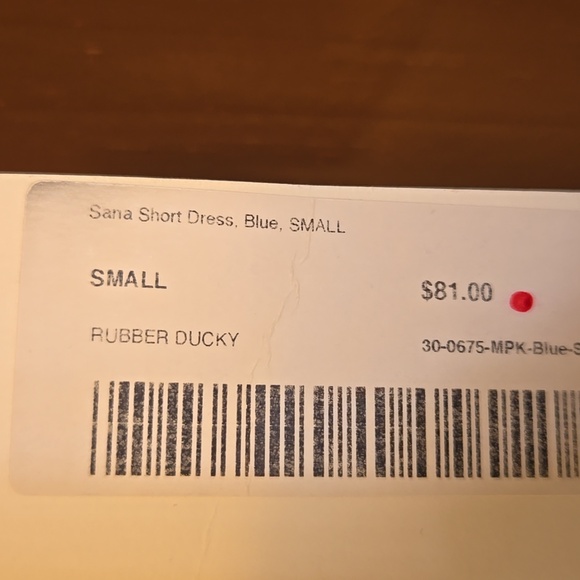 Sana Short Dress, Blue, SMALL
SMALL
$81.00
RUBBER DUCKY
30-0675-MPK-Blue-S